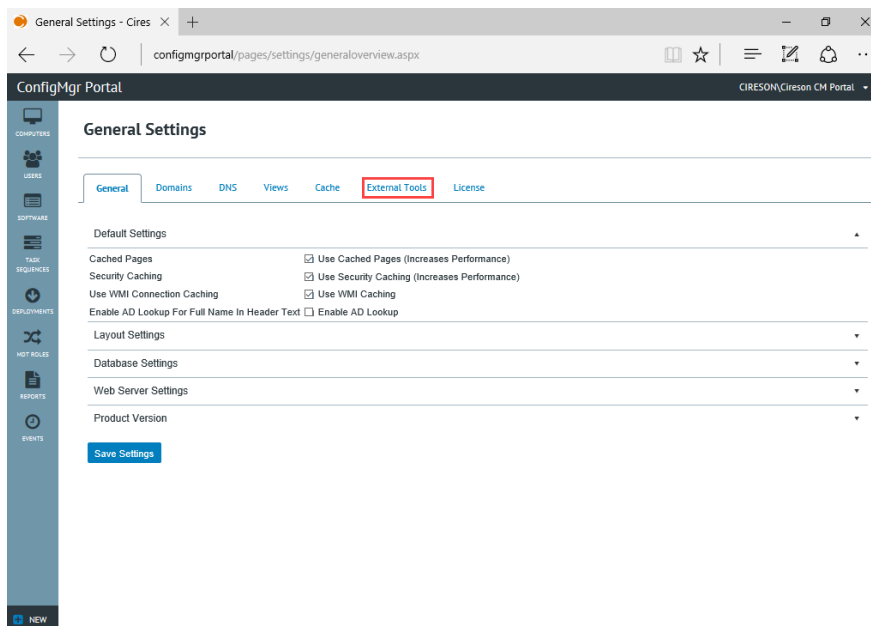 General Settings - Cires
configmgrportal/pages/settings/generaloverview.aspx
ConfigMgr Portal
CIRESON\Cireson CM Portal
COMPUTERS
USERS
SOFTWARE
TASK
SEQUENCES
DEPLOYMENTS
MDT ROLES
REPORTS
EVENTS
NEW
General Settings
General Domains DNS Views Cache External Tools License
Default Settings
Cached Pages Use Cached Pages (Increases Performance)
Security Caching Use Security Caching (Increases Performance)
Use WMI Connection Caching Use WMI Caching
Enable AD Lookup For Full Name In Header Text Enable AD Lookup
Layout Settings
Database Settings
Web Server Settings
Product Version
Save Settings